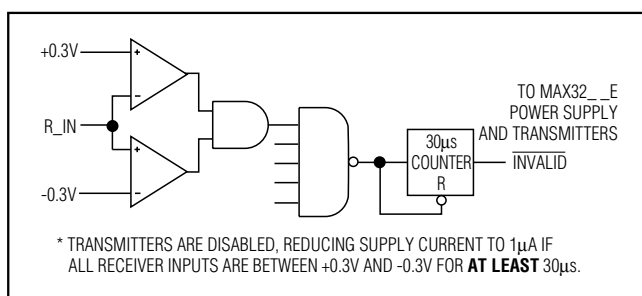 +0.3V
R_IN
-0.3V
30µs
COUNTER
R
TO MAX32_ _E
POWER SUPPLY
AND TRANSMITTERS
INVALID
* TRANSMITTERS ARE DISABLED, REDUCING SUPPLY CURRENT TO 1µA IF
ALL RECEIVER INPUTS ARE BETWEEN +0.3V AND -0.3V FOR AT LEAST 30µs.